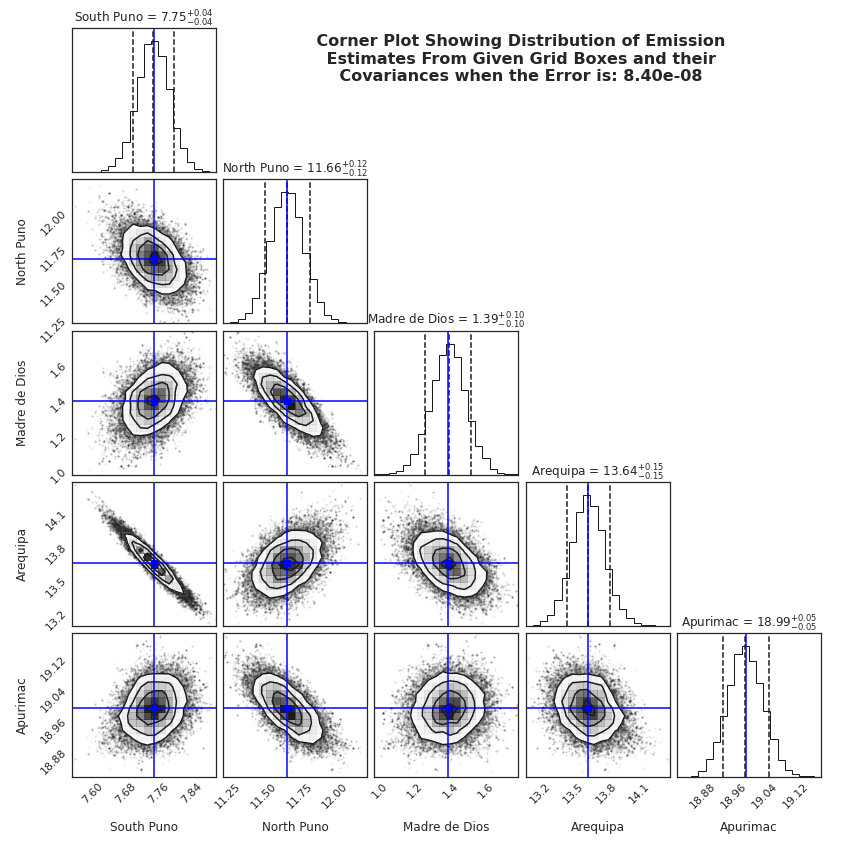 South Puno = 7.75+0.04−0.04
Corner Plot Showing Distribution of Emission
Estimates From Given Grid Boxes and their
Covariances when the Error is: 8.40e-08
North Puno = 11.66+0.12−0.12
North Puno
12.00
11.75
11.50
11.25
Madre de Dios = 1.39+0.10−0.10
Madre de Dios
1.6
1.4
1.2
1.0
Arequipa = 13.64+0.15−0.15
Arequipa
14.1
13.8
13.5
13.2
Apurimac = 18.99+0.05−0.05
Apurimac
19.12
19.04
18.96
18.88
7.60 7.68 7.76 7.84 11.25 11.50 11.75 12.00 1.0 1.2 1.4 1.6 13.2 13.5 13.8 14.1 18.88 18.96 19.04 19.12
South Puno North Puno Madre de Dios Arequipa Apurimac